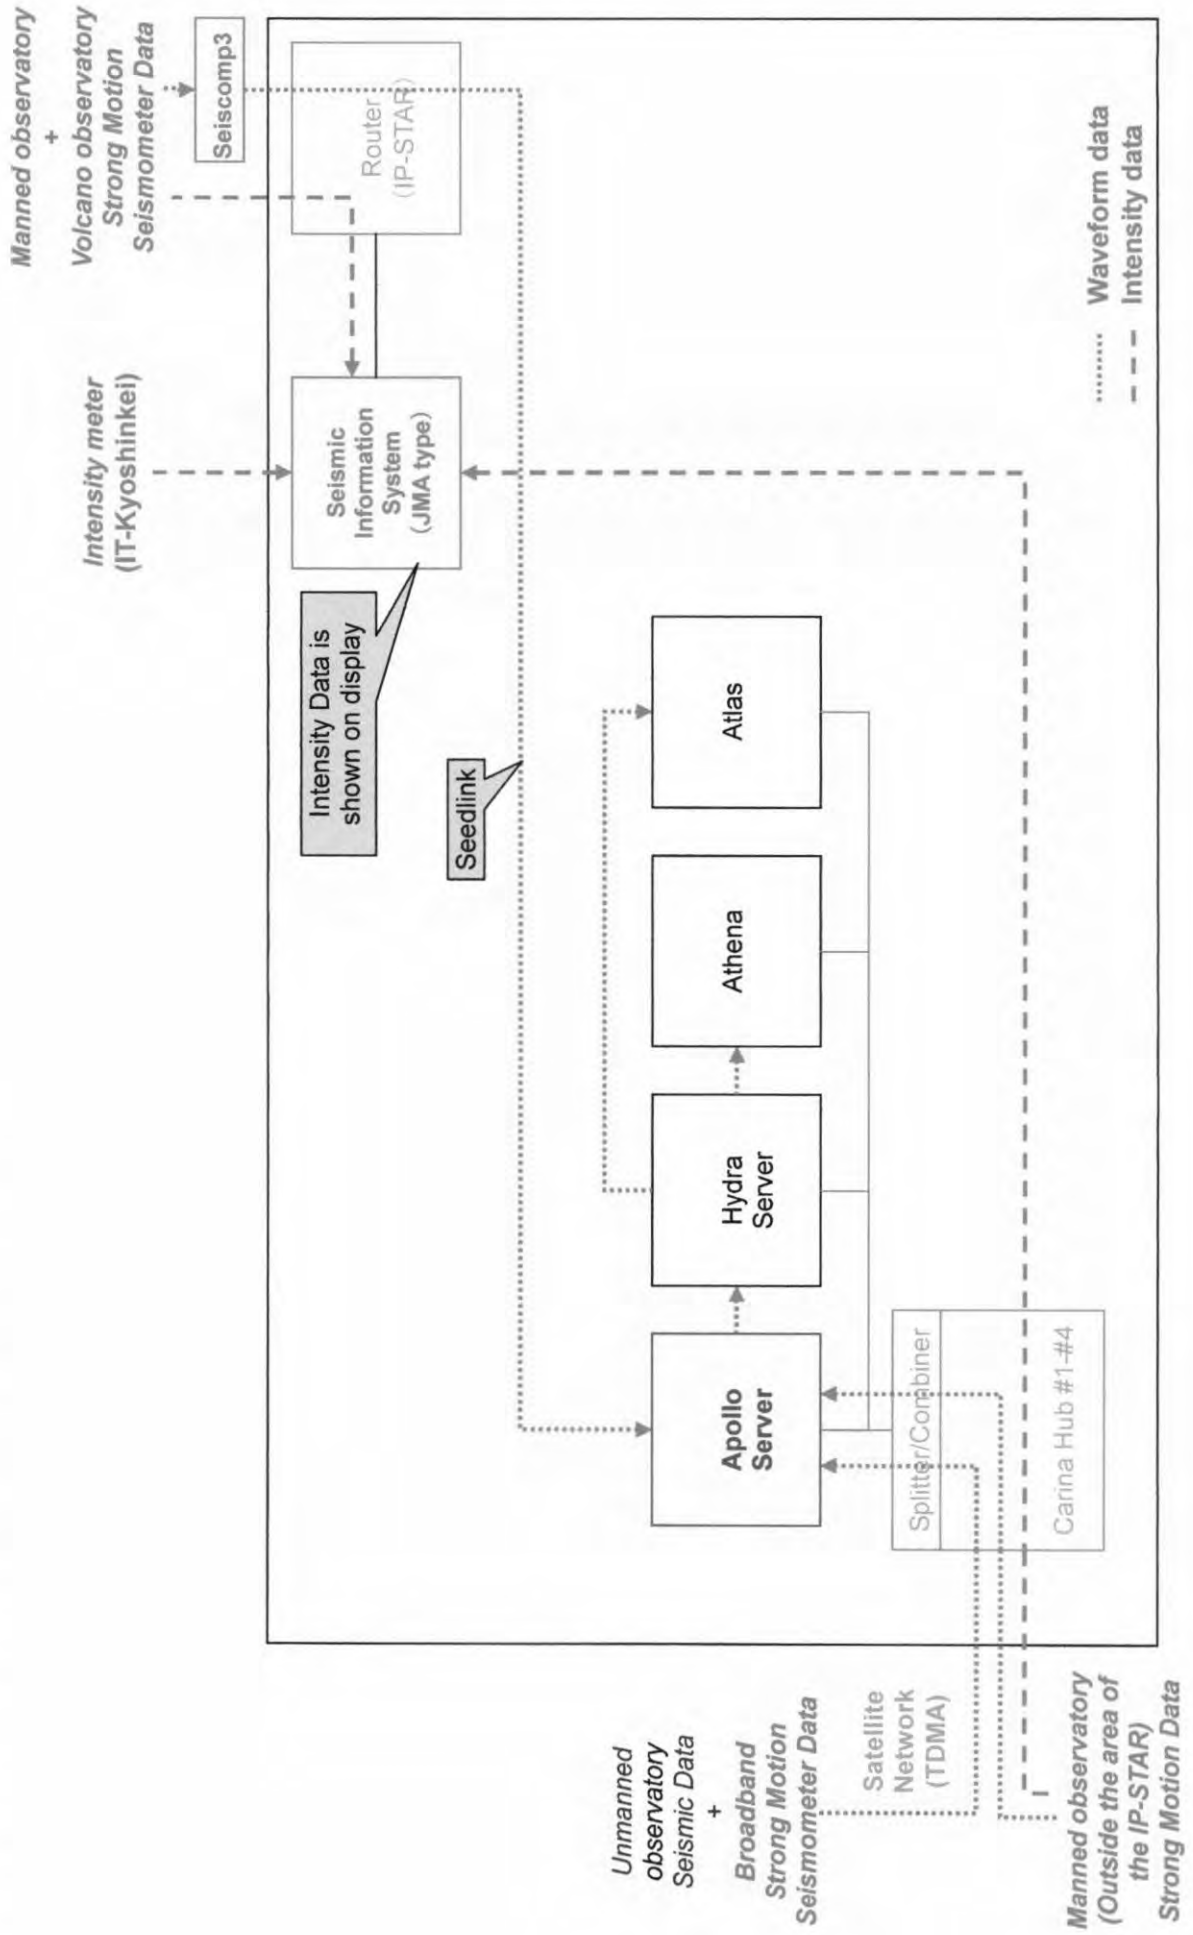 Manned observatory
+
Volcano observatory
Strong Motion
Seismometer Data
Seiscomp3
Intensity meter
(IT-Kyoshinkei)
Router
(IP-STAR)
Seismic
Information
System
(JMA type)
Intensity Data is
shown on display
Seedlink
Apollo
Server
Hydra
Server
Athena
Atlas
Splitter/Combiner
Carina Hub #1-#4
Unmanned
observatory
Seismic Data
+
Broadband
Strong Motion
Seismometer Data
Satellite
Network
(TDMA)
Manned observatory
(Outside the area of
the IP-STAR)
Strong Motion Data
Waveform data
Intensity data